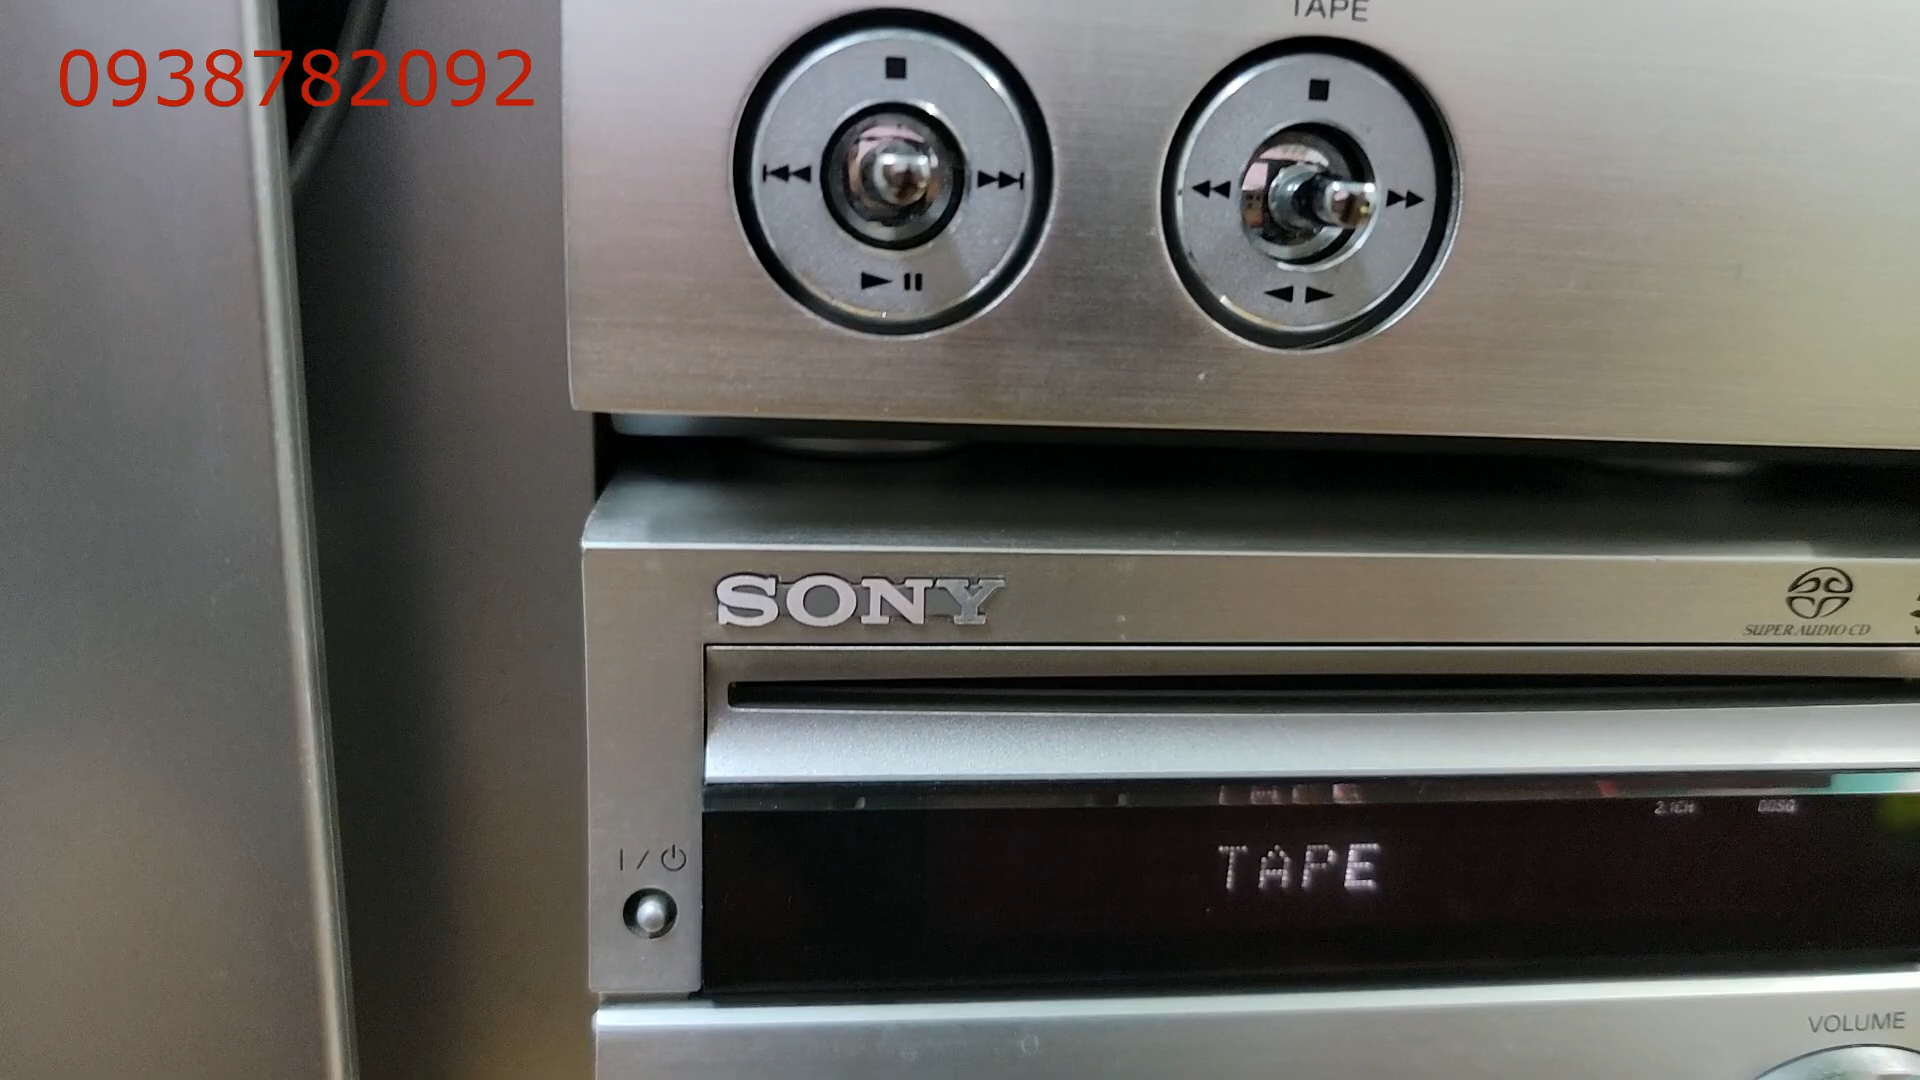 0938782092
TAPE
SONY
SUPER AUDIO CD
2.1CH
TAPE
I / ⏻
VOLUME